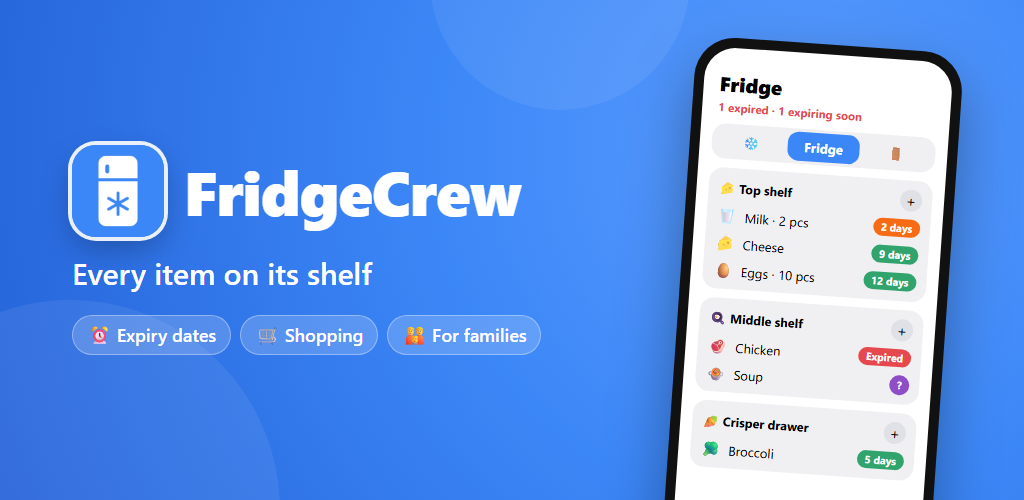 FridgeCrew
Every item on its shelf
Expiry dates
Shopping
For families
Fridge
1 expired · 1 expiring soon
Fridge
Top shelf +
Milk · 2 pcs 2 days
Cheese 9 days
Eggs · 10 pcs 12 days
Middle shelf +
Chicken Expired
Soup ?
Crisper drawer +
Broccoli 5 days